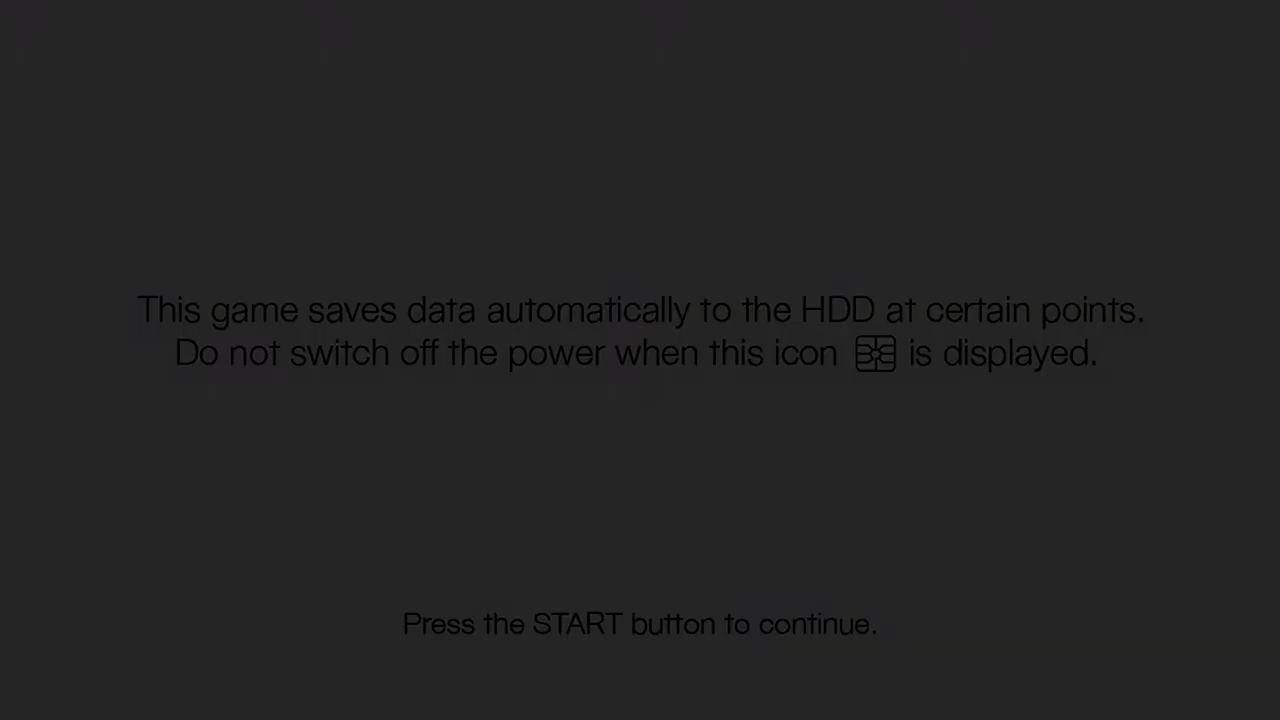 This game saves data automatically to the HDD at certain points.
Do not switch off the power when this icon is displayed.
Press the START button to continue.